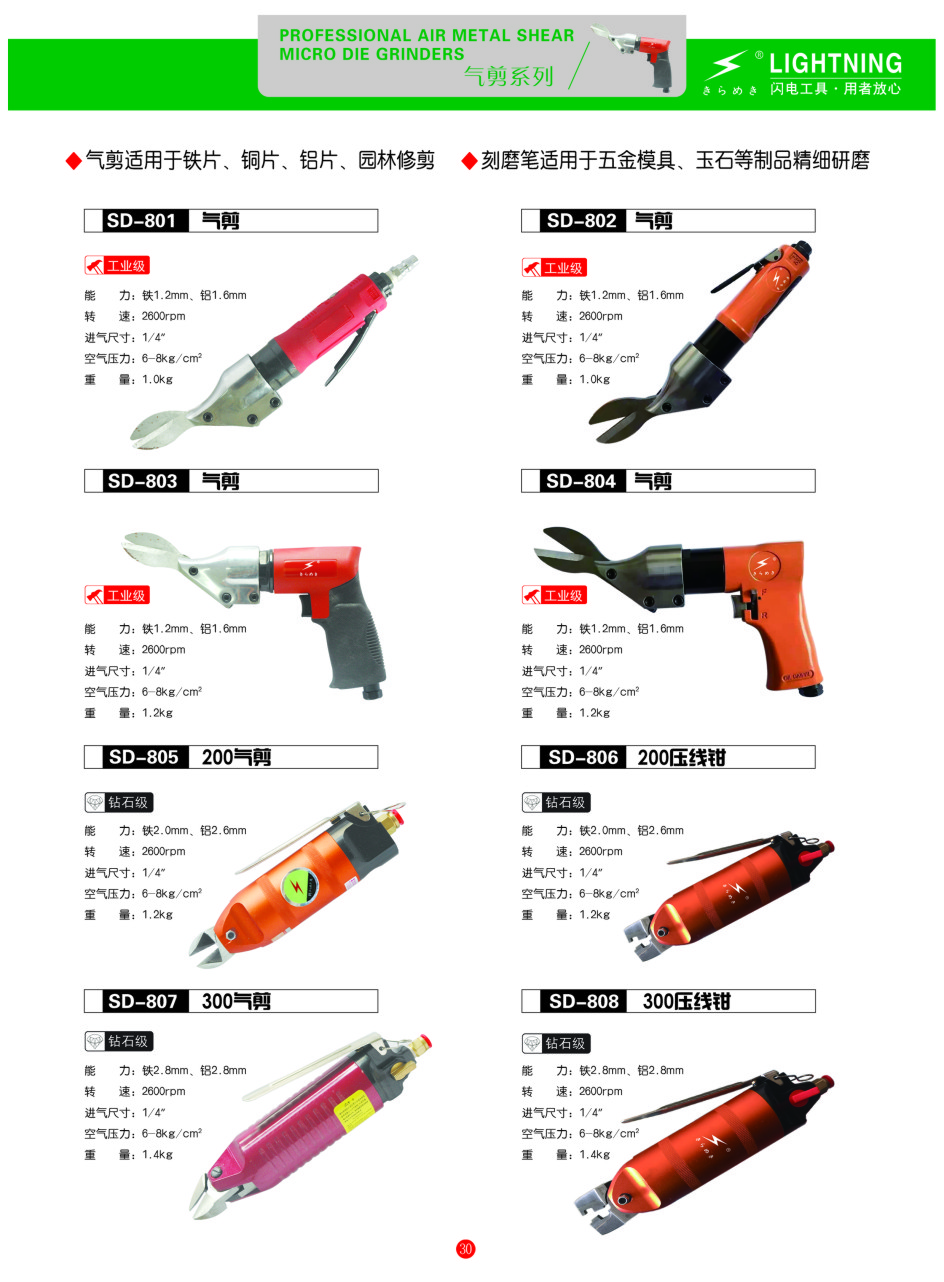 PROFESSIONAL AIR METAL SHEAR
MICRO DIE GRINDERS
气剪系列
® LIGHTNING
きらめき 闪电工具·用者放心
气剪适用于铁片、铜片、铝片、园林修剪
刻磨笔适用于五金模具、玉石等制品精细研磨
SD-801 气剪
工业级
能 力：铁1.2mm、铝1.6mm
转 速：2600rpm
进气尺寸：1/4"
空气压力：6-8kg/cm²
重 量：1.0kg
SD-802 气剪
工业级
能 力：铁1.2mm、铝1.6mm
转 速：2600rpm
进气尺寸：1/4"
空气压力：6-8kg/cm²
重 量：1.0kg
SD-803 气剪
きらめき
工业级
能 力：铁1.2mm、铝1.6mm
转 速：2600rpm
进气尺寸：1/4"
空气压力：6-8kg/cm²
重 量：1.2kg
SD-804 气剪
きらめき
F
R
工业级
能 力：铁1.2mm、铝1.6mm
转 速：2600rpm
进气尺寸：1/4"
空气压力：6-8kg/cm²
重 量：1.2kg
SD-805 200气剪
钻石级
能 力：铁2.0mm、铝2.6mm
转 速：2600rpm
进气尺寸：1/4"
空气压力：6-8kg/cm²
重 量：1.2kg
SD-806 200压线钳
钻石级
能 力：铁2.0mm、铝2.6mm
转 速：2600rpm
进气尺寸：1/4"
空气压力：6-8kg/cm²
重 量：1.2kg
きらめき
SD-807 300气剪
钻石级
能 力：铁2.8mm、铝2.8mm
转 速：2600rpm
进气尺寸：1/4"
空气压力：6-8kg/cm²
重 量：1.4kg
SD-808 300压线钳
钻石级
能 力：铁2.8mm、铝2.8mm
转 速：2600rpm
进气尺寸：1/4"
空气压力：6-8kg/cm²
重 量：1.4kg
きらめき
30